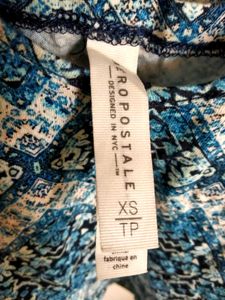 AEROPOSTALE
DESIGNED IN NYC
XS
TP
fabriqué en
chine